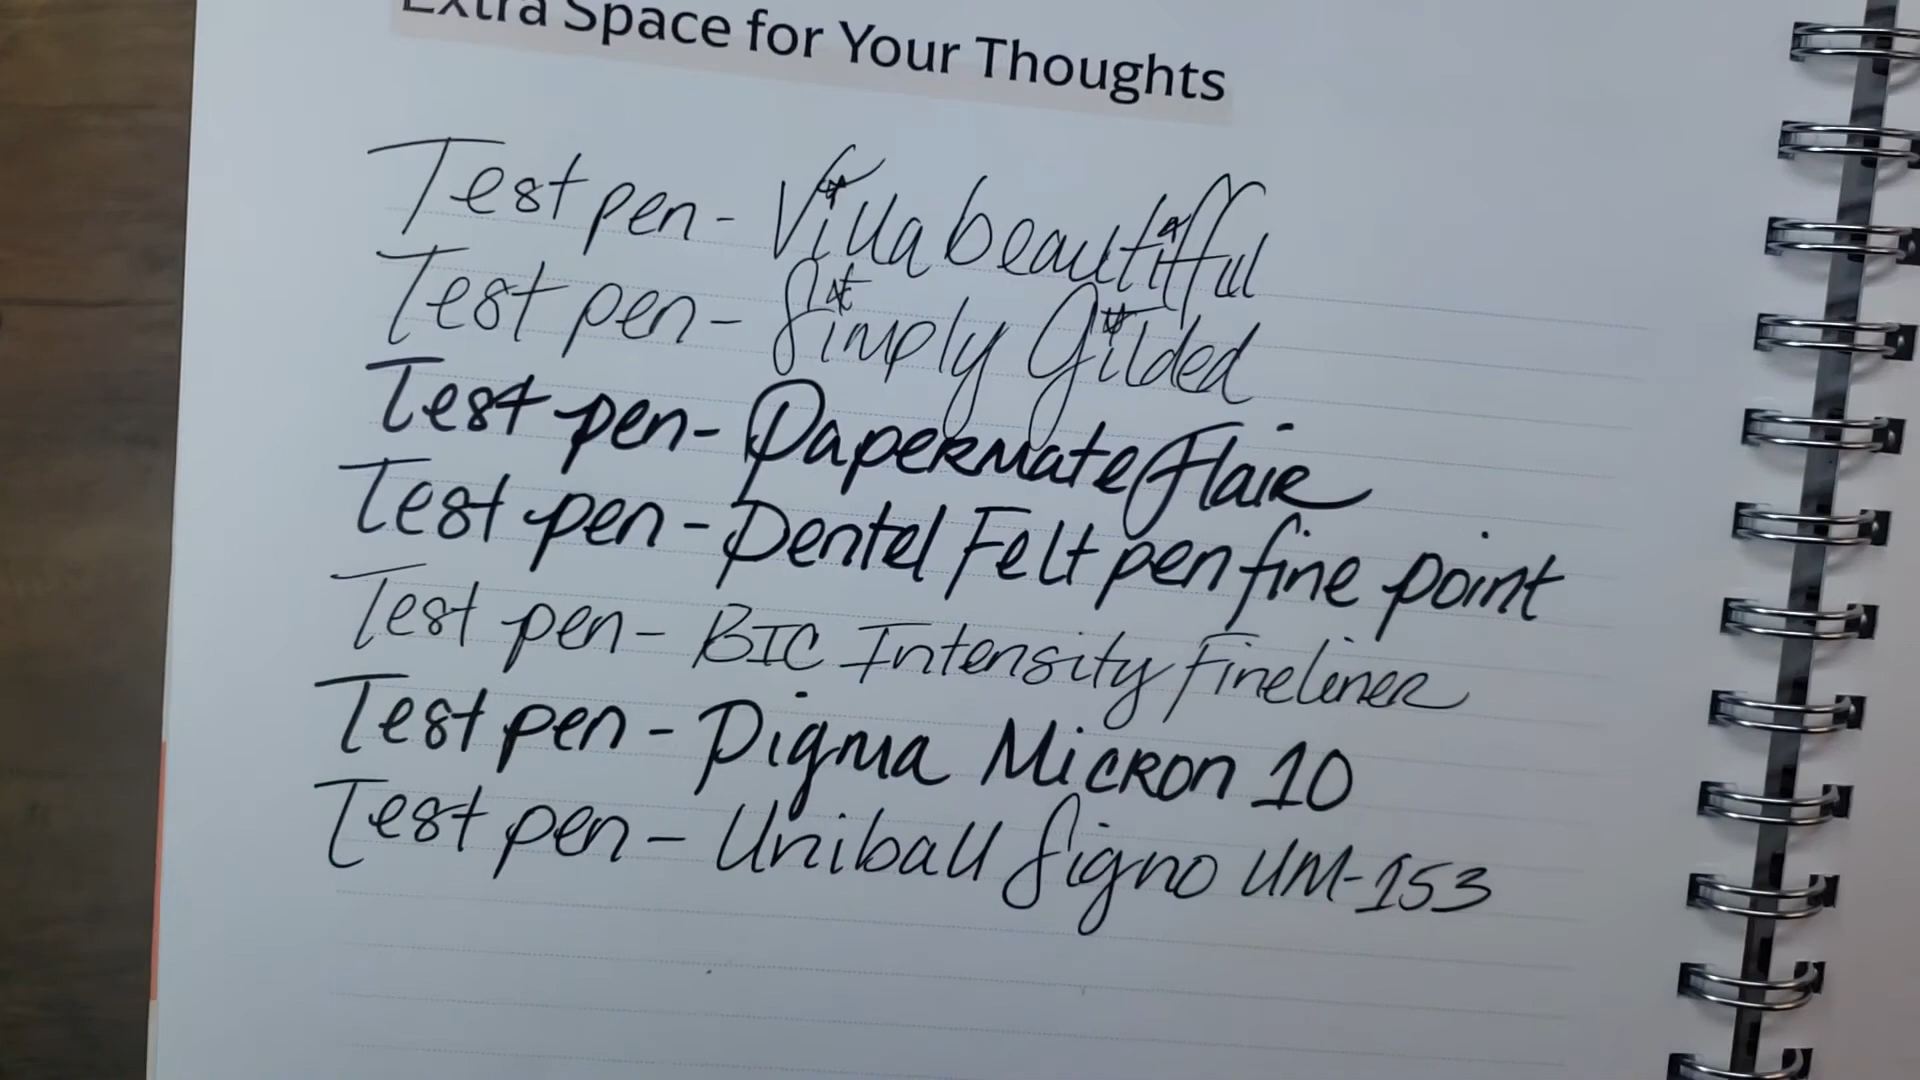 Extra Space for Your Thoughts
Test pen - Villa beautifful
Test pen - Simply Gilded
Test pen - Papermate Flair
Test pen - Pentel Felt pen fine point
Test pen - BIC Intensity Fineliner
Test pen - Pigma Micron 10
Test pen - Uniball Signo UM-153